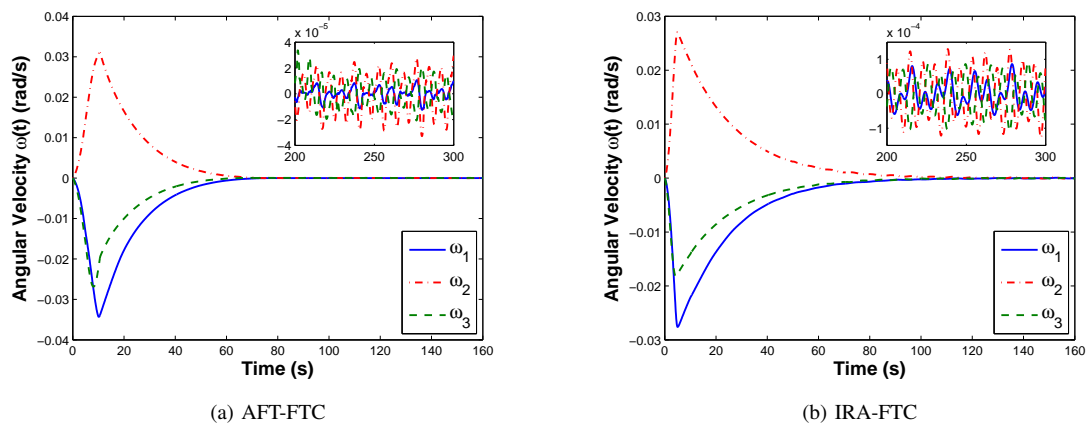 Angular Velocity ω(t) (rad/s)
0.04
0.03
0.02
0.01
0
−0.01
−0.02
−0.03
−0.04
0 20 40 60 80 100 120 140 160
Time (s)
4 x 10⁻⁵
2
0
−2
−4
200 250 300
ω1
ω2
ω3
(a) AFT-FTC
Angular Velocity ω(t) (rad/s)
0.03
0.02
0.01
0
−0.01
−0.02
−0.03
0 20 40 60 80 100 120 140 160
Time (s)
x 10⁻⁴
1
0
−1
200 250 300
ω1
ω2
ω3
(b) IRA-FTC